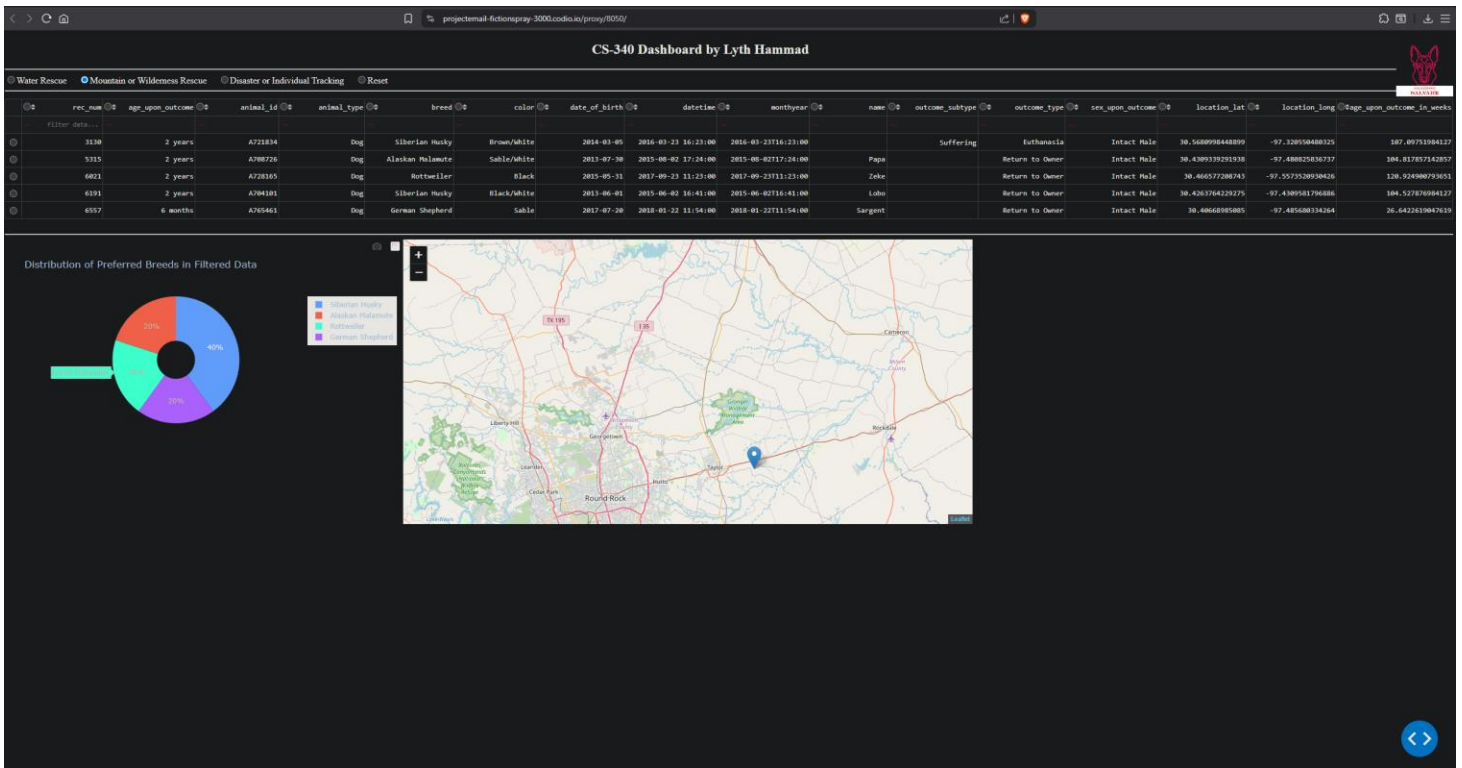 projectemail-fictionspray-3000.codio.io/proxy/8050/
CS-340 Dashboard by Lyth Hammad
Water Rescue Mountain or Wilderness Rescue Disaster or Individual Tracking Reset
rec_num age_upon_outcome animal_id animal_type breed color date_of_birth datetime monthyear name outcome_subtype outcome_type sex_upon_outcome location_lat location_long age_upon_outcome_in_weeks
filter data...
3130 2 years A721834 Dog Siberian Husky Brown/White 2014-03-05 2016-03-23 16:23:00 2016-03-23T16:23:00 Suffering Euthanasia Intact Male 30.5680998448899 -97.320550480325 107.09751984127
5315 2 years A708726 Dog Alaskan Malamute Sable/White 2013-07-30 2015-08-02 17:24:00 2015-08-02T17:24:00 Papa Return to Owner Intact Male 30.4309339291938 -97.480825836737 104.817857142857
6021 2 years A728165 Dog Rottweiler Black 2015-05-31 2017-09-23 11:23:00 2017-09-23T11:23:00 Zeke Return to Owner Intact Male 30.466577208743 -97.5573520930426 120.924900793651
6191 2 years A704101 Dog Siberian Husky Black/White 2013-06-01 2015-06-02 16:41:00 2015-06-02T16:41:00 Lobo Return to Owner Intact Male 30.4263764229275 -97.4309581796886 104.527876984127
6557 6 months A765461 Dog German Shepherd Sable 2017-07-20 2018-01-22 11:54:00 2018-01-22T11:54:00 Sargent Return to Owner Intact Male 30.40668985085 -97.485680334264 26.6422619047619
Distribution of Preferred Breeds in Filtered Data
Siberian Husky
Alaskan Malamute
Rottweiler
German Shepherd
20%
40%
20%
+
−
TX 195
I 35
Cameron
Milam County
Granger Wildlife Management Area
Liberty Hill
Georgetown
Rockdale
Leander
Taylor
Hutto
Cedar Park
Round Rock
Leaflet